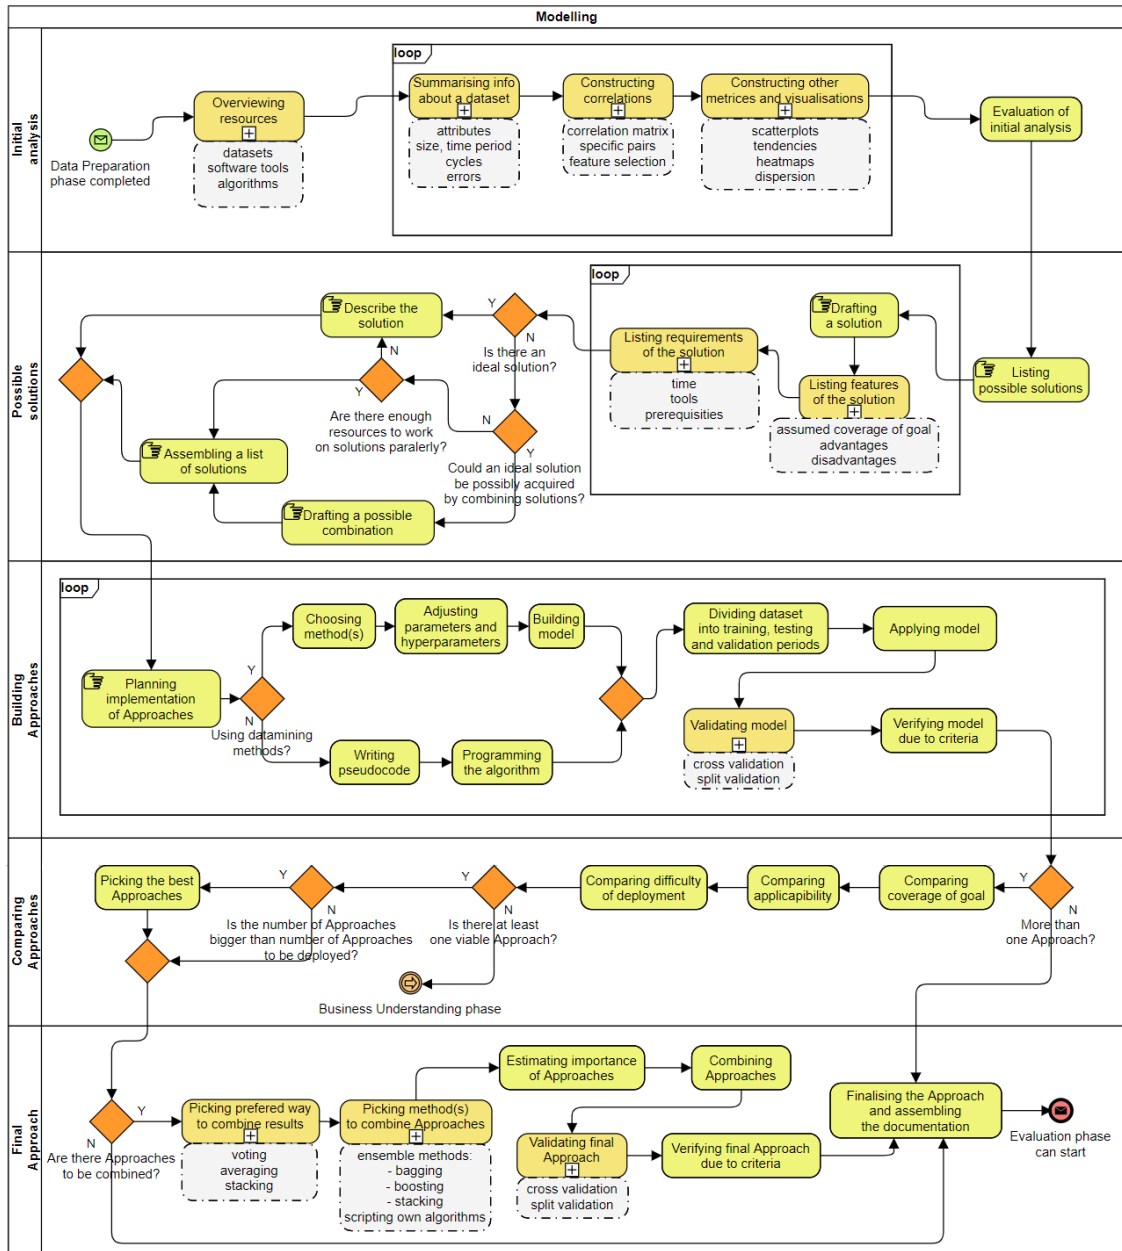 Modelling
Initial
analysis
loop
Data Preparation
phase completed
Overviewing
resources
datasets
software tools
algorithms
Summarising info
about a dataset
attributes
size, time period
cycles
errors
Constructing
correlations
correlation matrix
specific pairs
feature selection
Constructing other
metrices and visualisations
scatterplots
tendencies
heatmaps
dispersion
Evaluation of
initial analysis
Possible
solutions
loop
Listing
possible solutions
Drafting
a solution
Listing features
of the solution
assumed coverage of goal
advantages
disadvantages
Listing requirements
of the solution
time
tools
prerequisities
Y
N
Is there an
ideal solution?
Describe the
solution
N
Y
Are there enough
resources to work
on solutions paralerly?
N
Y
Could an ideal solution
be possibly acquired
by combining solutions?
Assembling a list
of solutions
Drafting a possible
combination
Building
Approaches
loop
Planning
implementation
of Approaches
Y
N
Using datamining
methods?
Choosing
method(s)
Adjusting
parameters and
hyperparameters
Building
model
Writing
pseudocode
Programming
the algorithm
Dividing dataset
into training, testing
and validation periods
Applying model
Validating model
cross validation
split validation
Verifying model
due to criteria
Comparing
Approaches
Y
N
More than
one Approach?
Comparing
coverage of goal
Comparing
applicapibility
Comparing difficulty
of deployment
Y
N
Is there at least
one viable Approach?
Business Understanding phase
Y
N
Is the number of Approaches
bigger than number of Approaches
to be deployed?
Picking the best
Approaches
Final
Approach
Y
N
Are there Approaches
to be combined?
Picking prefered way
to combine results
voting
averaging
stacking
Picking method(s)
to combine Approaches
ensemble methods:
- bagging
- boosting
- stacking
scripting own algorithms
Estimating importance
of Approaches
Combining
Approaches
Validating final
Approach
cross validation
split validation
Verifying final Approach
due to criteria
Finalising the Approach
and assembling
the documentation
Evaluation phase
can start